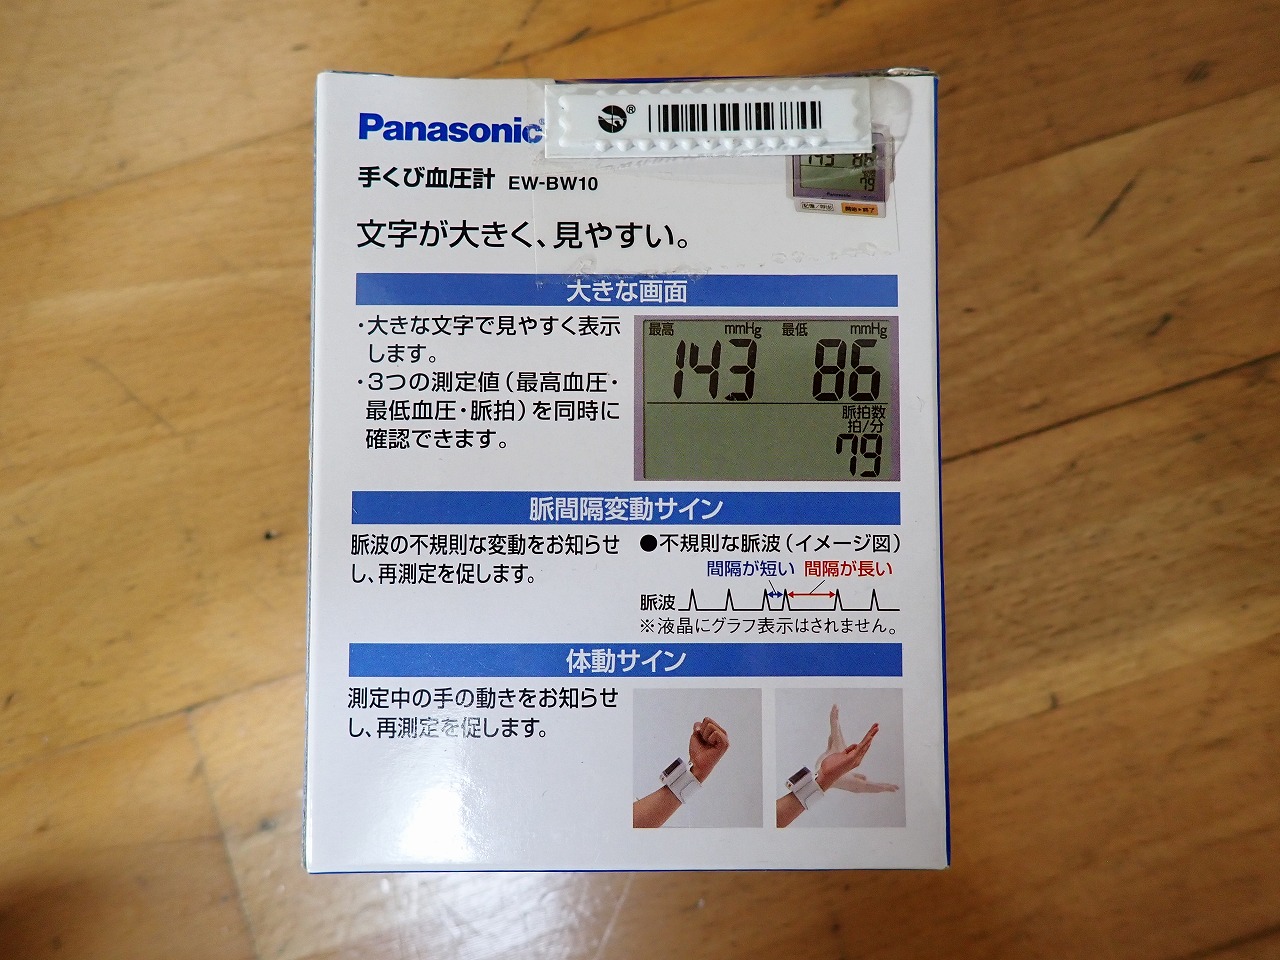 Panasonic
®
手くび血圧計 EW-BW10
143 86
79
Panasonic
文字が大きく、見やすい。
大きな画面
・大きな文字で見やすく表示
します。
・3つの測定値(最高血圧・
最低血圧・脈拍)を同時に
確認できます。
最高 mmHg 最低 mmHg
143 86
脈拍数
拍/分
79
脈間隔変動サイン
脈波の不規則な変動をお知らせ
し、再測定を促します。
●不規則な脈波(イメージ図)
間隔が短い 間隔が長い
脈波
※液晶にグラフ表示はされません。
体動サイン
測定中の手の動きをお知らせ
し、再測定を促します。